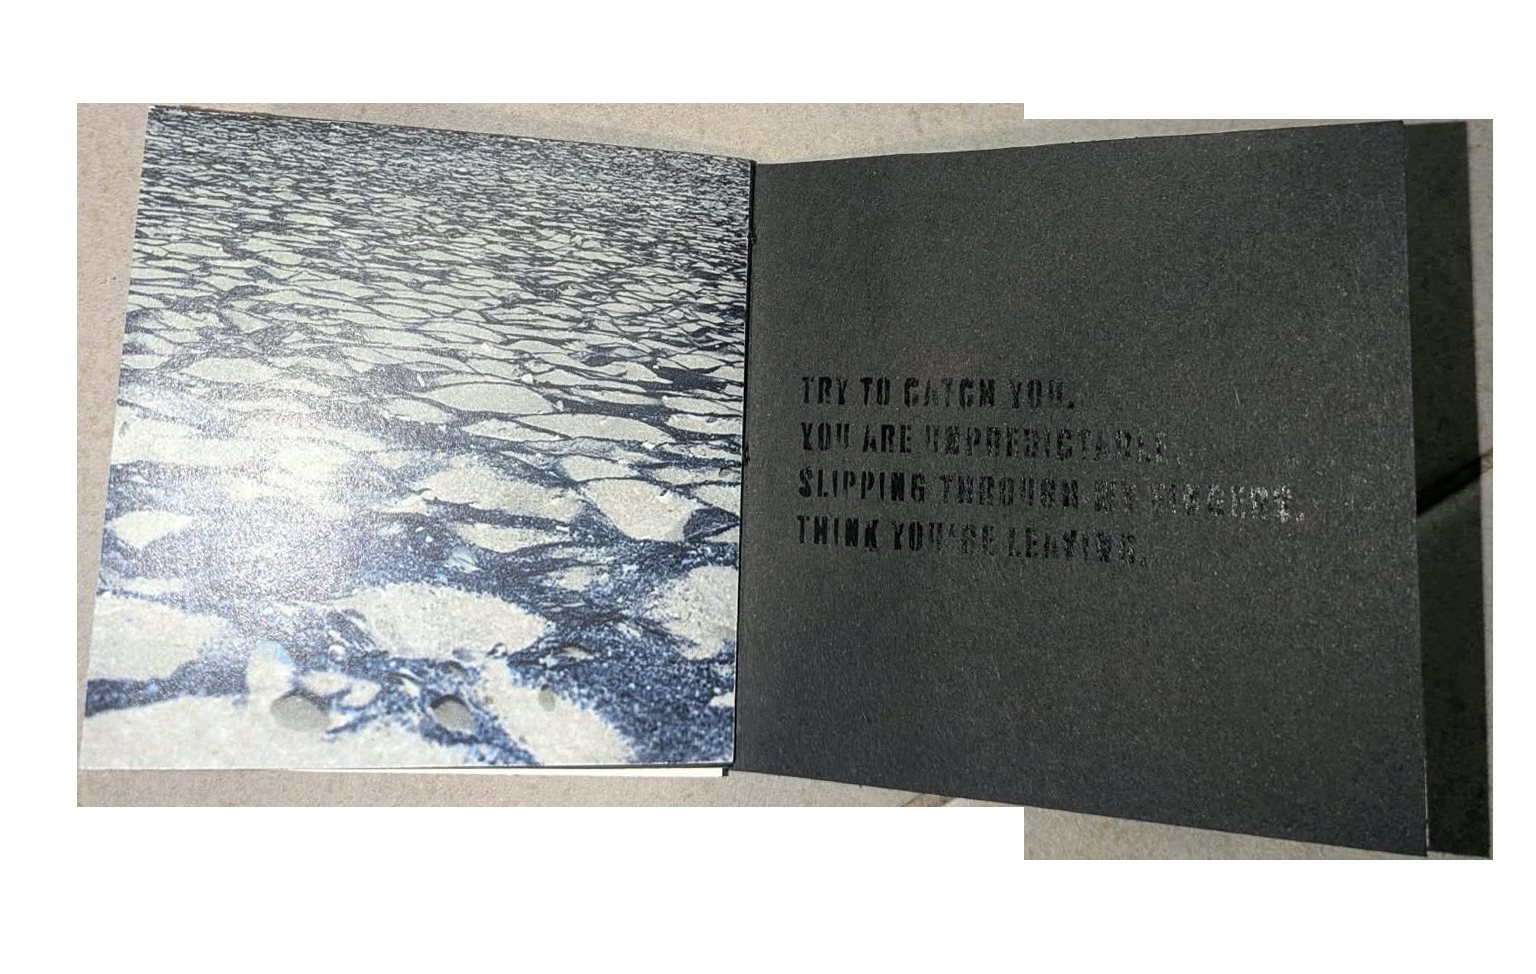 TRY TO CATCH YOU.
YOU ARE UNPREDICTABLE.
SLIPPING THROUGH MY FINGERS.
THINK YOU'RE LEAVING.